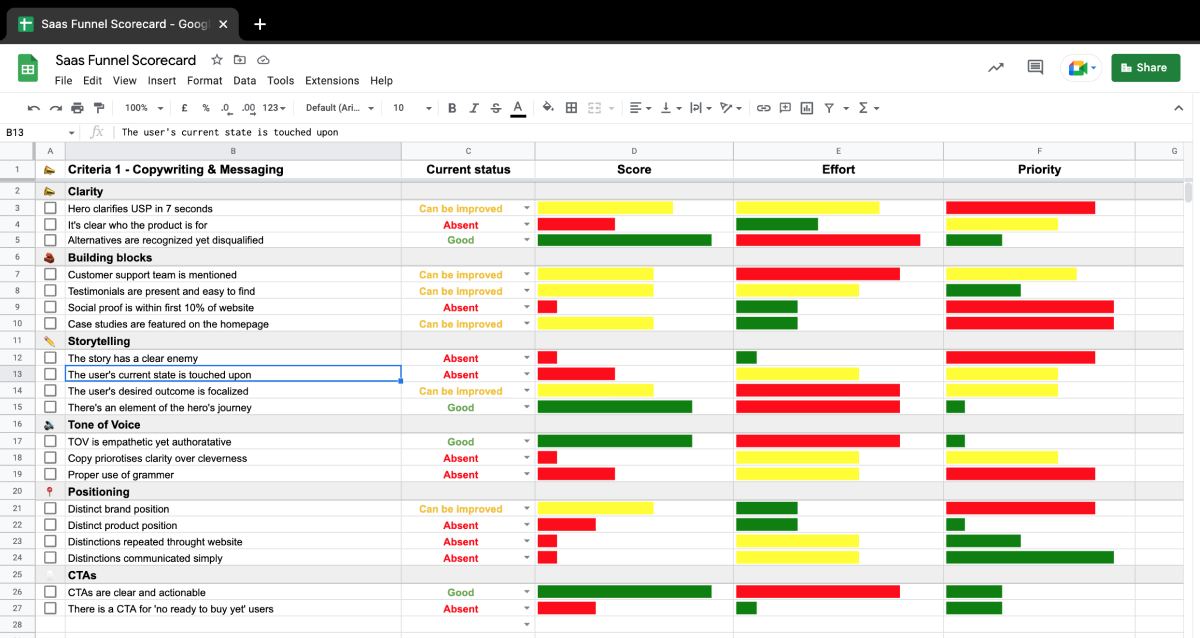 Saas Funnel Scorecard - Goog
Saas Funnel Scorecard
File Edit View Insert Format Data Tools Extensions Help
Share
100% £ % .0 .00 123 Default (Ari... 10 B I S A Σ
B13 fx The user's current state is touched upon
A B C D E F G
1 Criteria 1 - Copywriting & Messaging Current status Score Effort Priority
2 Clarity
3 Hero clarifies USP in 7 seconds Can be improved
4 It's clear who the product is for Absent
5 Alternatives are recognized yet disqualified Good
6 Building blocks
7 Customer support team is mentioned Can be improved
8 Testimonials are present and easy to find Can be improved
9 Social proof is within first 10% of website Absent
10 Case studies are featured on the homepage Can be improved
11 Storytelling
12 The story has a clear enemy Absent
13 The user's current state is touched upon Absent
14 The user's desired outcome is focalized Can be improved
15 There's an element of the hero's journey Good
16 Tone of Voice
17 TOV is empathetic yet authoratative Good
18 Copy priorotises clarity over cleverness Absent
19 Proper use of grammer Absent
20 Positioning
21 Distinct brand position Can be improved
22 Distinct product position Absent
23 Distinctions repeated throught website Absent
24 Distinctions communicated simply Absent
25 CTAs
26 CTAs are clear and actionable Good
27 There is a CTA for 'no ready to buy yet' users Absent
28